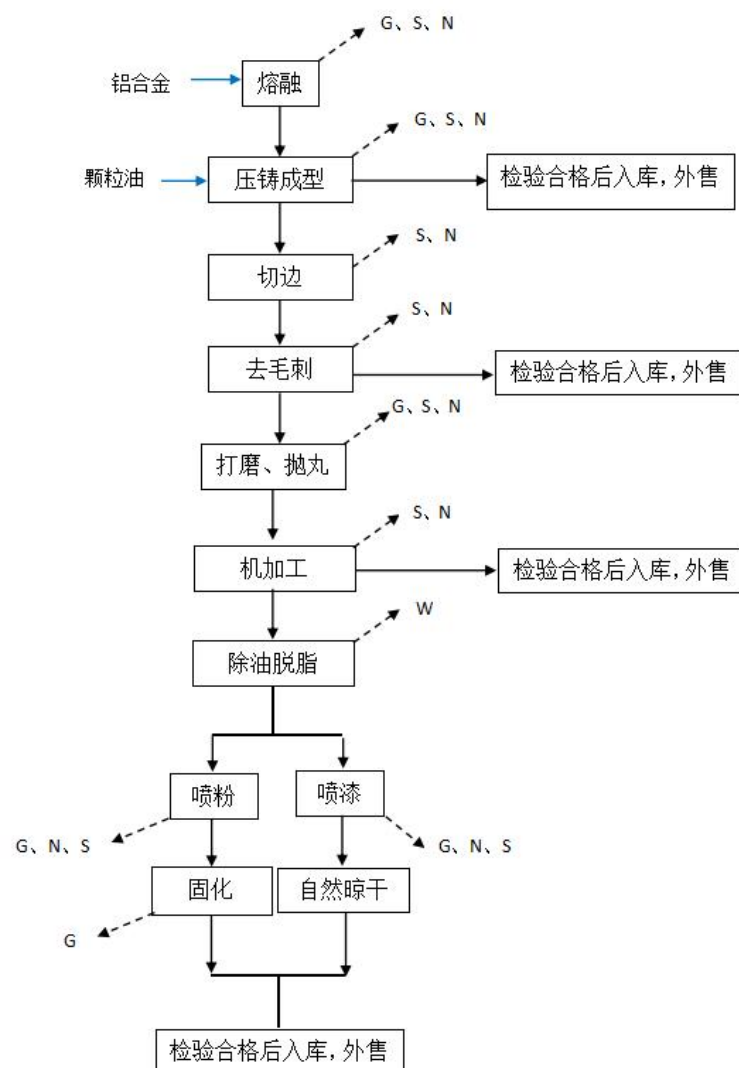 G、S、N
铝合金
熔融
G、S、N
颗粒油
压铸成型
检验合格后入库,外售
S、N
切边
S、N
去毛刺
检验合格后入库,外售
G、S、N
打磨、抛丸
S、N
机加工
检验合格后入库,外售
W
除油脱脂
喷粉
喷漆
G、N、S
G、N、S
固化
自然晾干
G
检验合格后入库,外售